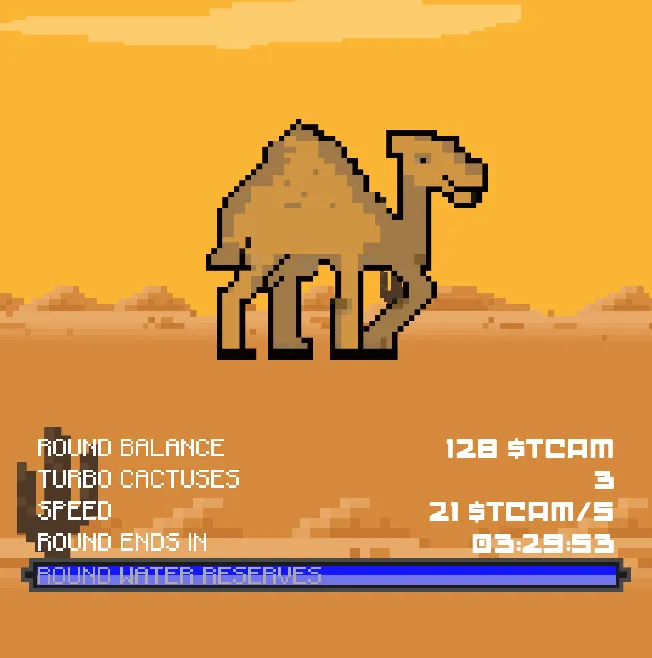 ROUND BALANCE 128 $TCAM
TURBO CACTUSES 3
SPEED 21 $TCAM/S
ROUND ENDS IN 03:29:53
ROUND WATER RESERVES